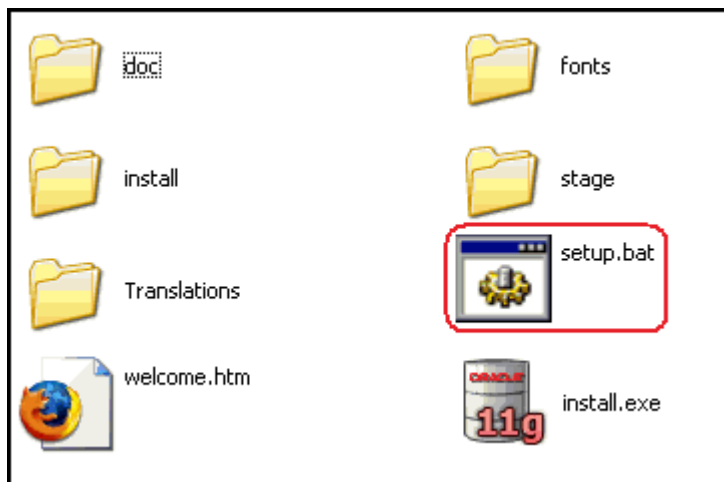 doc
fonts
install
stage
Translations
setup.bat
welcome.htm
ORACLE
11g
install.exe